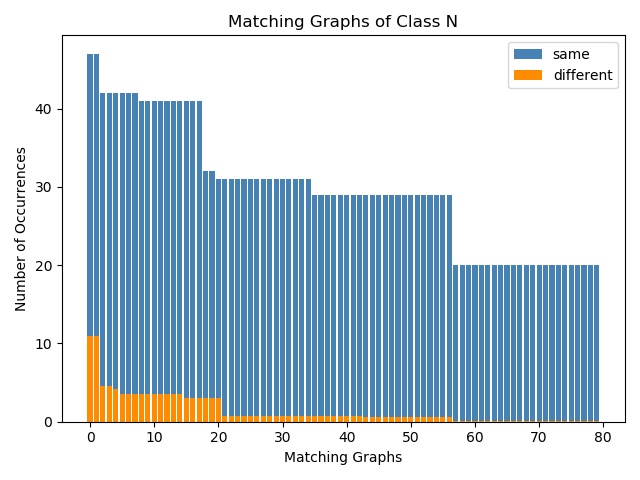 Matching Graphs of Class N
same
different
Number of Occurrences
40
30
20
10
0
0 10 20 30 40 50 60 70 80
Matching Graphs